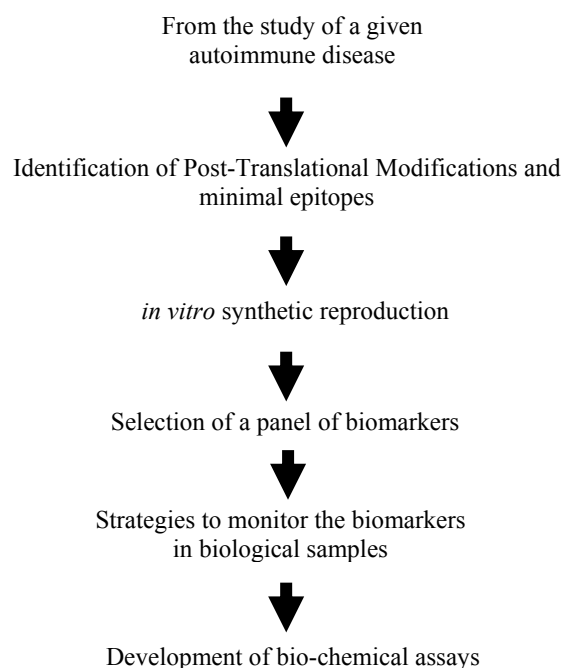 From the study of a given
autoimmune disease
Identification of Post-Translational Modifications and
minimal epitopes
in vitro synthetic reproduction
Selection of a panel of biomarkers
Strategies to monitor the biomarkers
in biological samples
Development of bio-chemical assays